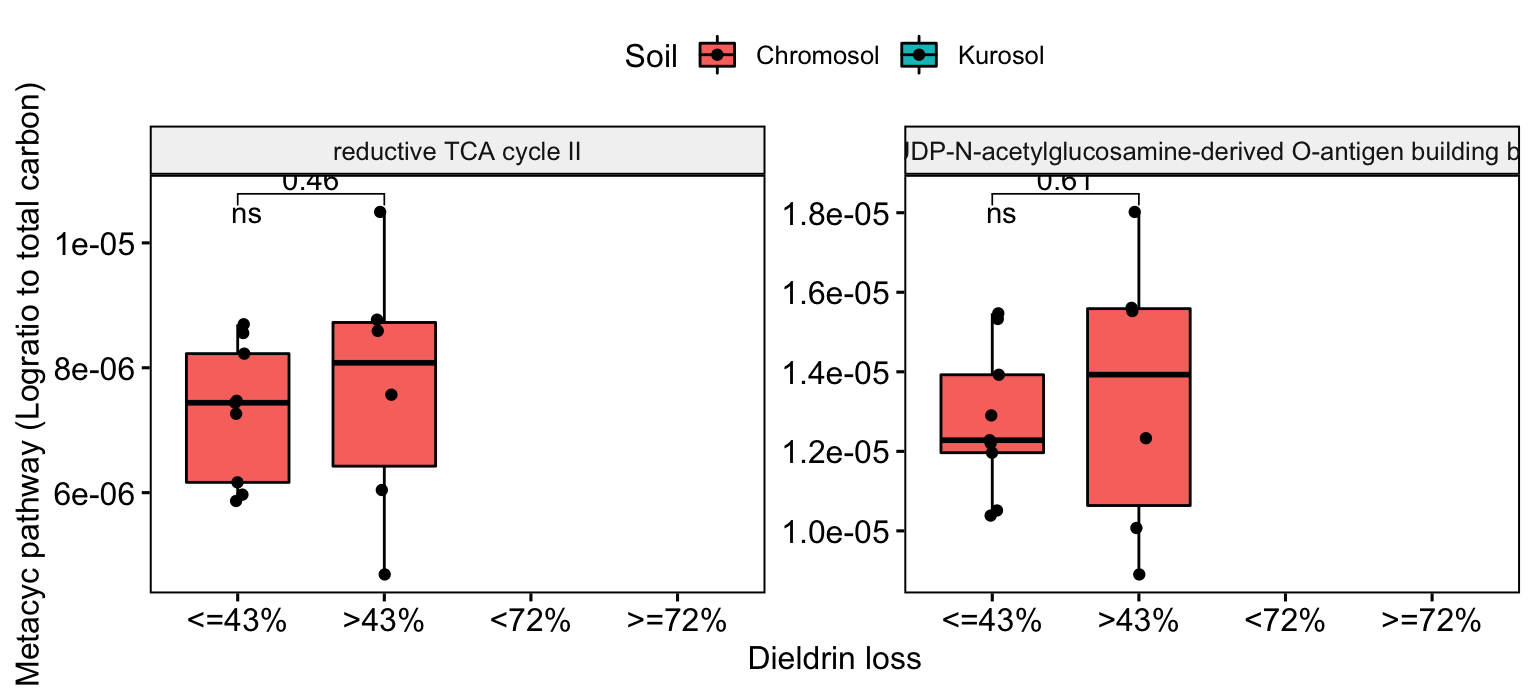 Soil Chromosol Kurosol
Metacyc pathway (Logratio to total carbon)
reductive TCA cycle II
0.46
ns
1e-05
8e-06
6e-06
<=43% >43% <72% >=72%
JDP-N-acetylglucosamine-derived O-antigen building b
0.61
ns
1.8e-05
1.6e-05
1.4e-05
1.2e-05
1.0e-05
<=43% >43% <72% >=72%
Dieldrin loss